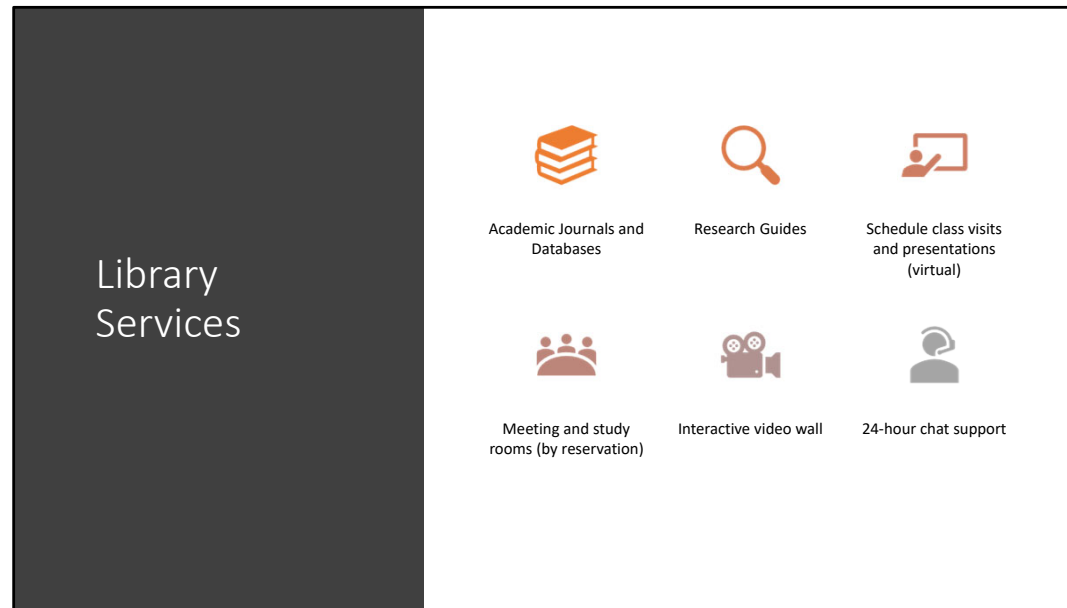 Library
Services
Academic Journals and
Databases
Research Guides
Schedule class visits
and presentations
(virtual)
Meeting and study
rooms (by reservation)
Interactive video wall
24-hour chat support